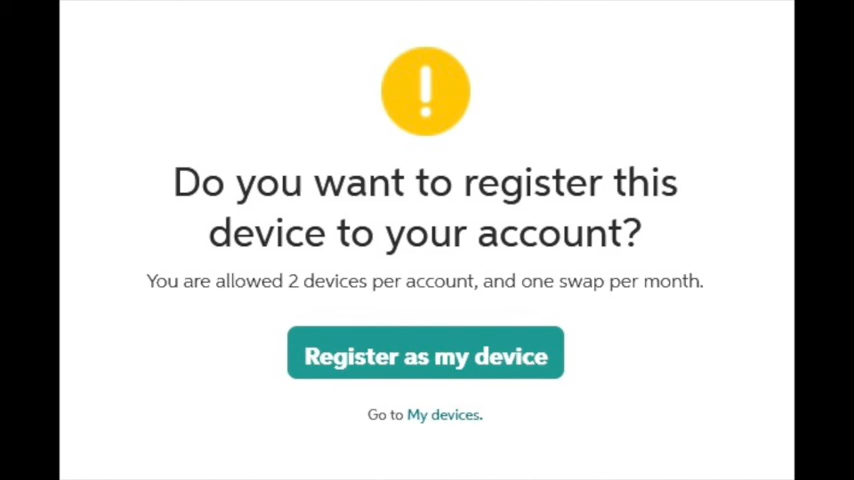 Do you want to register this
device to your account?
You are allowed 2 devices per account, and one swap per month.
Register as my device
Go to My devices.